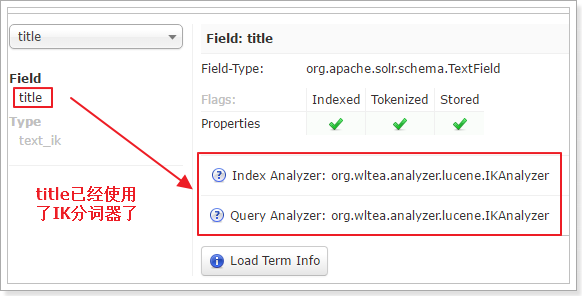 title
Field
title
Type
text_ik
title已经使用
了IK分词器了
Field: title
Field-Type: org.apache.solr.schema.TextField
Flags: Indexed Tokenized Stored
Properties
Index Analyzer: org.wltea.analyzer.lucene.IKAnalyzer
Query Analyzer: org.wltea.analyzer.lucene.IKAnalyzer
Load Term Info